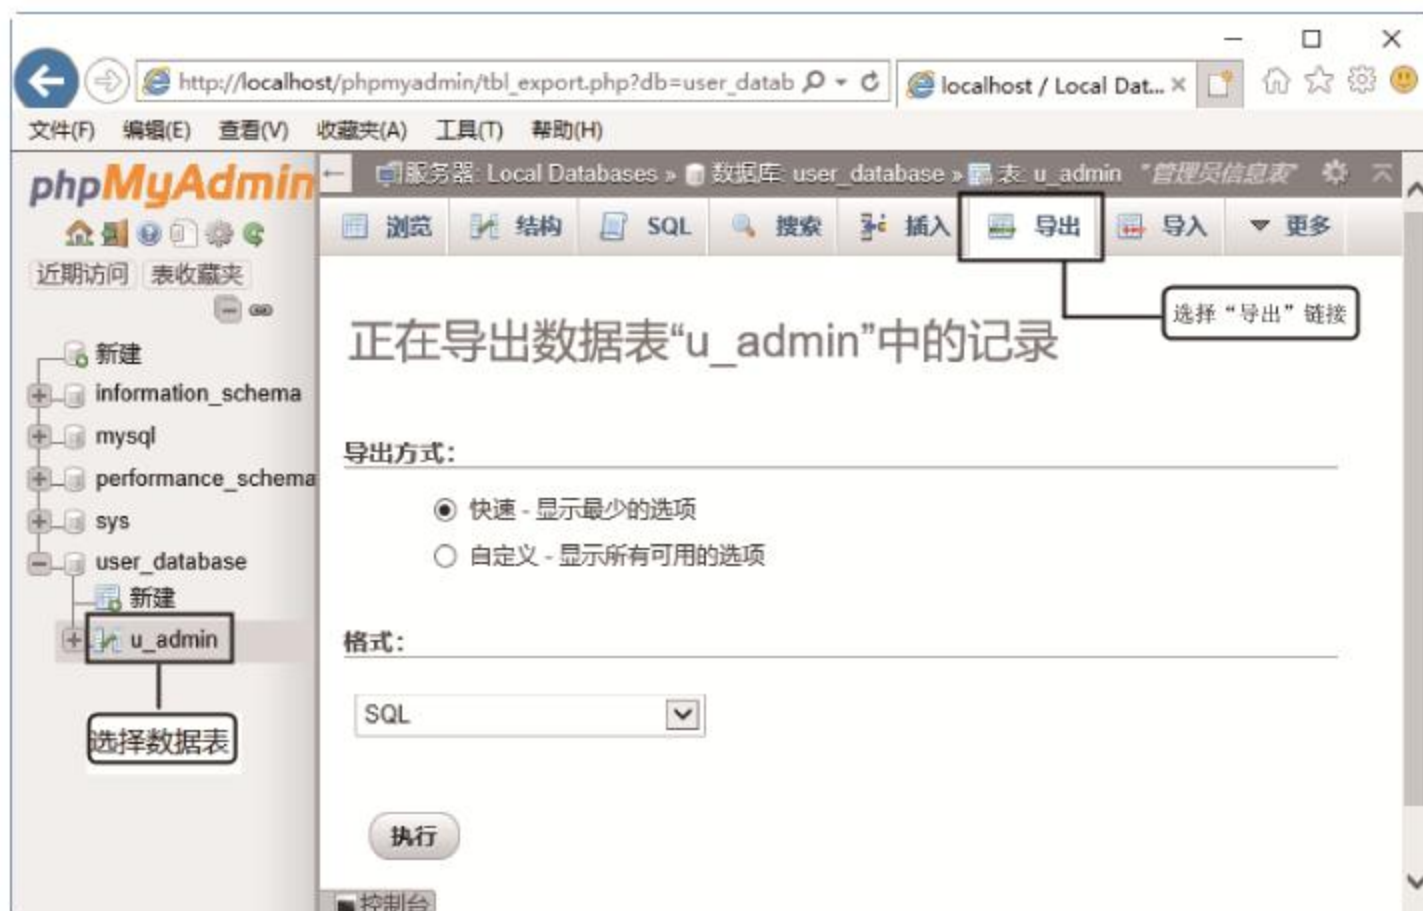 http://localhost/phpmyadmin/tbl_export.php?db=user_datab
localhost / Local Dat...
文件(F) 编辑(E) 查看(V) 收藏夹(A) 工具(T) 帮助(H)
phpMyAdmin
服务器: Local Databases » 数据库: user_database » 表: u_admin "管理员信息表"
浏览 结构 SQL 搜索 插入 导出 导入 更多
近期访问 表收藏夹
选择“导出”链接
正在导出数据表“u_admin”中的记录
新建
information_schema
mysql
performance_schema
sys
user_database
新建
u_admin
选择数据表
导出方式：
快速 - 显示最少的选项
自定义 - 显示所有可用的选项
格式：
SQL
执行
控制台